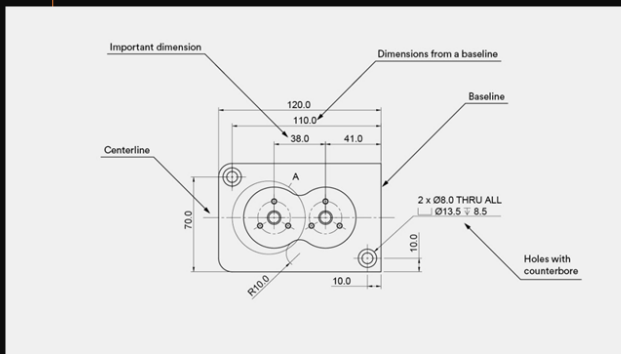 Important dimension
Dimensions from a baseline
Baseline
120.0
110.0
38.0
41.0
Centerline
A
70.0
2 x Ø8.0 THRU ALL
⌴ Ø13.5 ↧ 8.5
10.0
Holes with
counterbore
R10.0
10.0